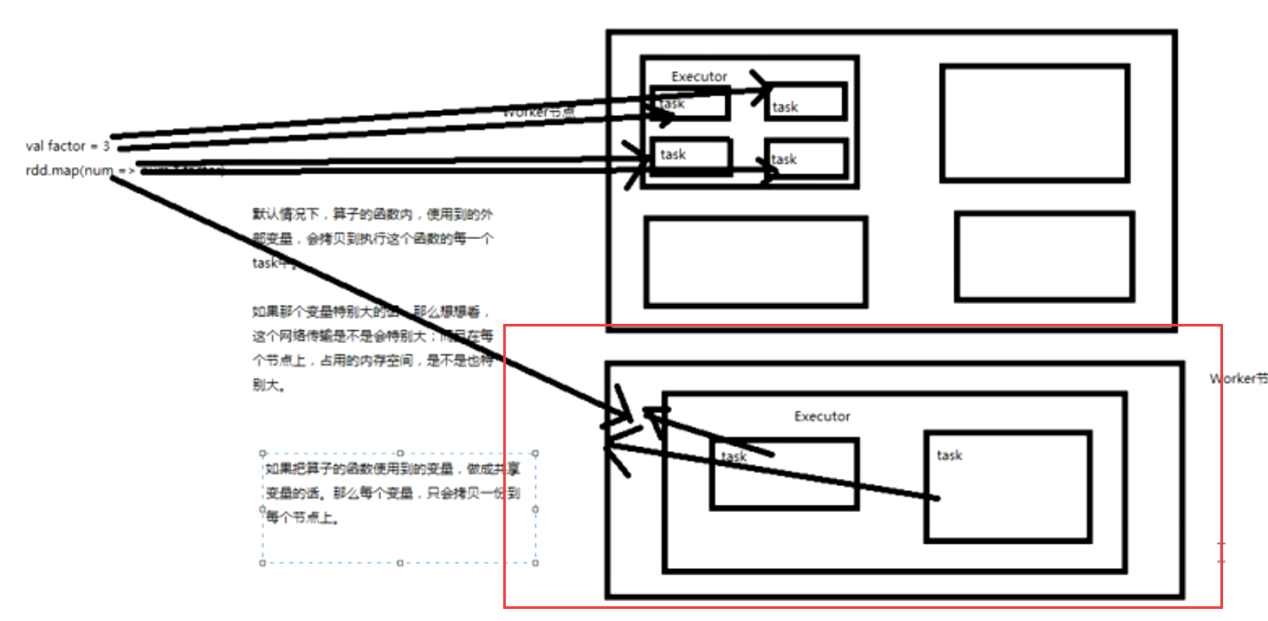 Executor
task
task
Worker节点
val factor = 3
task
task
rdd.map(num =>
默认情况下，算子的函数内，使用到的外
部变量，会拷贝到执行这个函数的每一个
task中。
如果那个变量特别大的话，那么想想看，
这个网络传输是不是会特别大；而且在每
个节点上，占用的内存空间，是不是也特
别大。
Worker节
Executor
task
task
如果把算子的函数使用到的变量，做成共享
变量的话。那么每个变量，只会拷贝一份到
每个节点上。